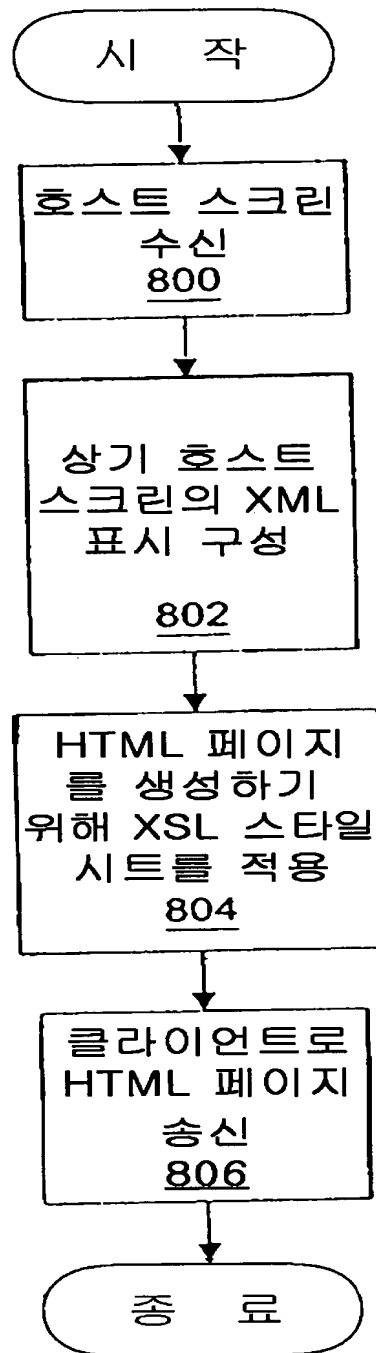 시 작
호스트 스크린
수신
800
상기 호스트
스크린의 XML
표시 구성
802
HTML 페이지
를 생성하기
위해 XSL 스타일
시트를 적용
804
클라이언트로
HTML 페이지
송신
806
종 료